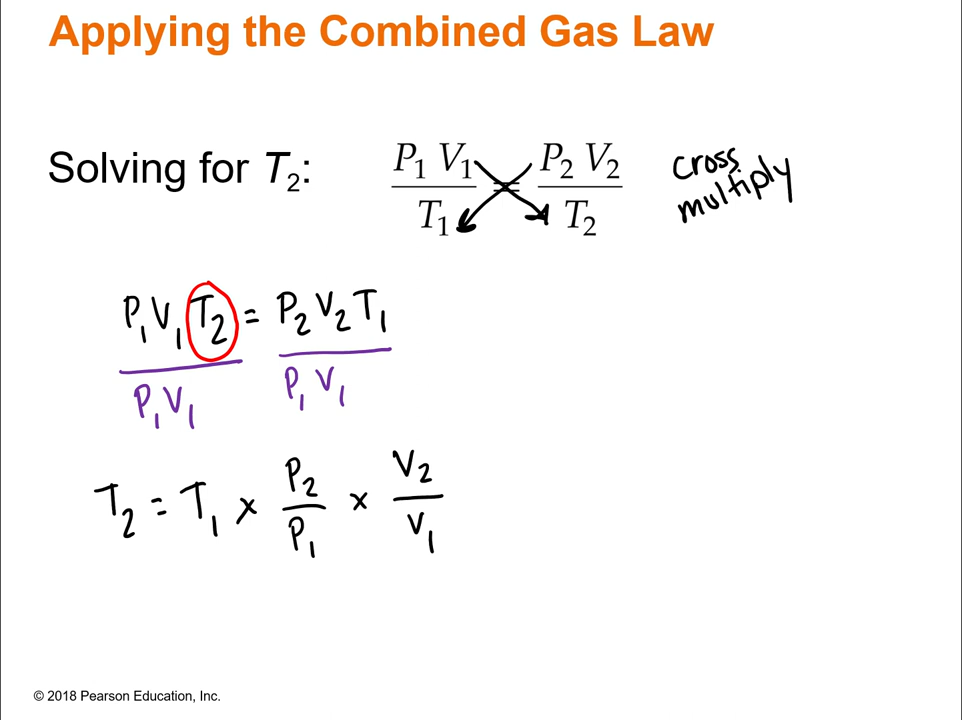 Applying the Combined Gas Law
Solving for T₂: P₁ V₁ / T₁ = P₂ V₂ / T₂
cross
multiply
P₁V₁T₂ = P₂V₂T₁
P₁V₁ P₁V₁
T₂ = T₁ × P₂/P₁ × V₂/V₁
© 2018 Pearson Education, Inc.